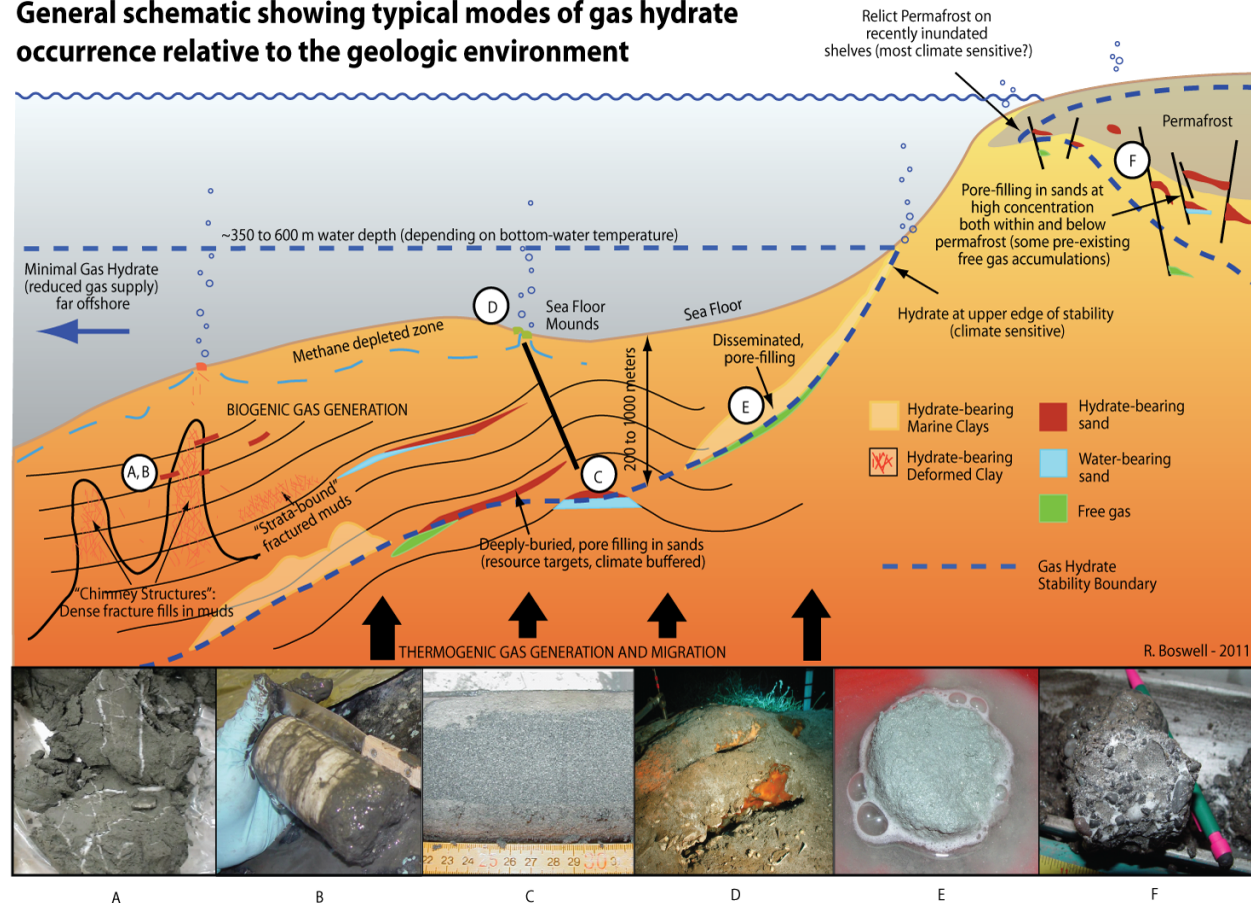 General schematic showing typical modes of gas hydrate
occurrence relative to the geologic environment
Relict Permafrost on
recently inundated
shelves (most climate sensitive?)
Permafrost
F
Pore-filling in sands at
high concentration
both within and below
permafrost (some pre-existing
free gas accumulations)
~350 to 600 m water depth (depending on bottom-water temperature)
Minimal Gas Hydrate
(reduced gas supply)
far offshore
D
Sea Floor
Mounds
Sea Floor
Hydrate at upper edge of stability
(climate sensitive)
Methane depleted zone
Disseminated,
pore-filling
200 to 1000 meters
E
BIOGENIC GAS GENERATION
A, B
C
"Strata-bound"
fractured muds
Deeply-buried, pore filling in sands
(resource targets, climate buffered)
"Chimney Structures":
Dense fracture fills in muds
Hydrate-bearing
Marine Clays
Hydrate-bearing
sand
Hydrate-bearing
Deformed Clay
Water-bearing
sand
Free gas
Gas Hydrate
Stability Boundary
THERMOGENIC GAS GENERATION AND MIGRATION
R. Boswell - 2011
22 23 24 25 26 27 28 29 30
A
B
C
D
E
F